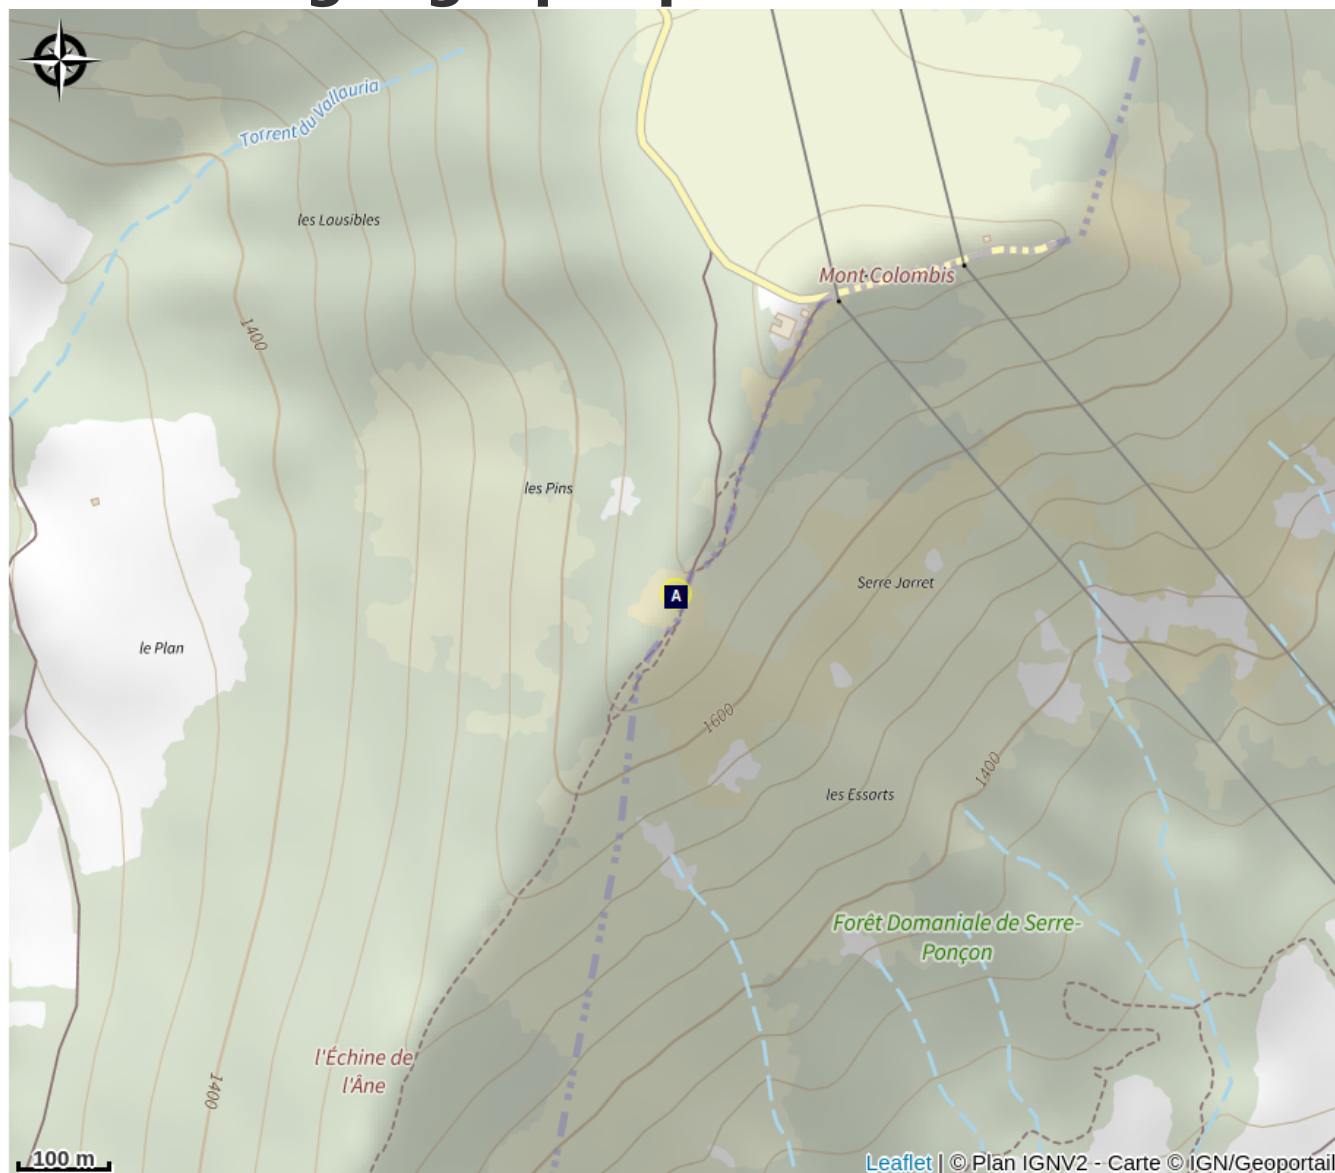 Torrent du Vallauria
les Lousibles
Mont Colombis
1400
les Pins
A
Serre Jarret
le Plan
1600
1400
les Essarts
Forêt Domaniale de Serre-
Ponçon
l'Échine de
l'Âne
1400
100 m
Leaflet | © Plan IGNV2 - Carte © IGN/Geoportail